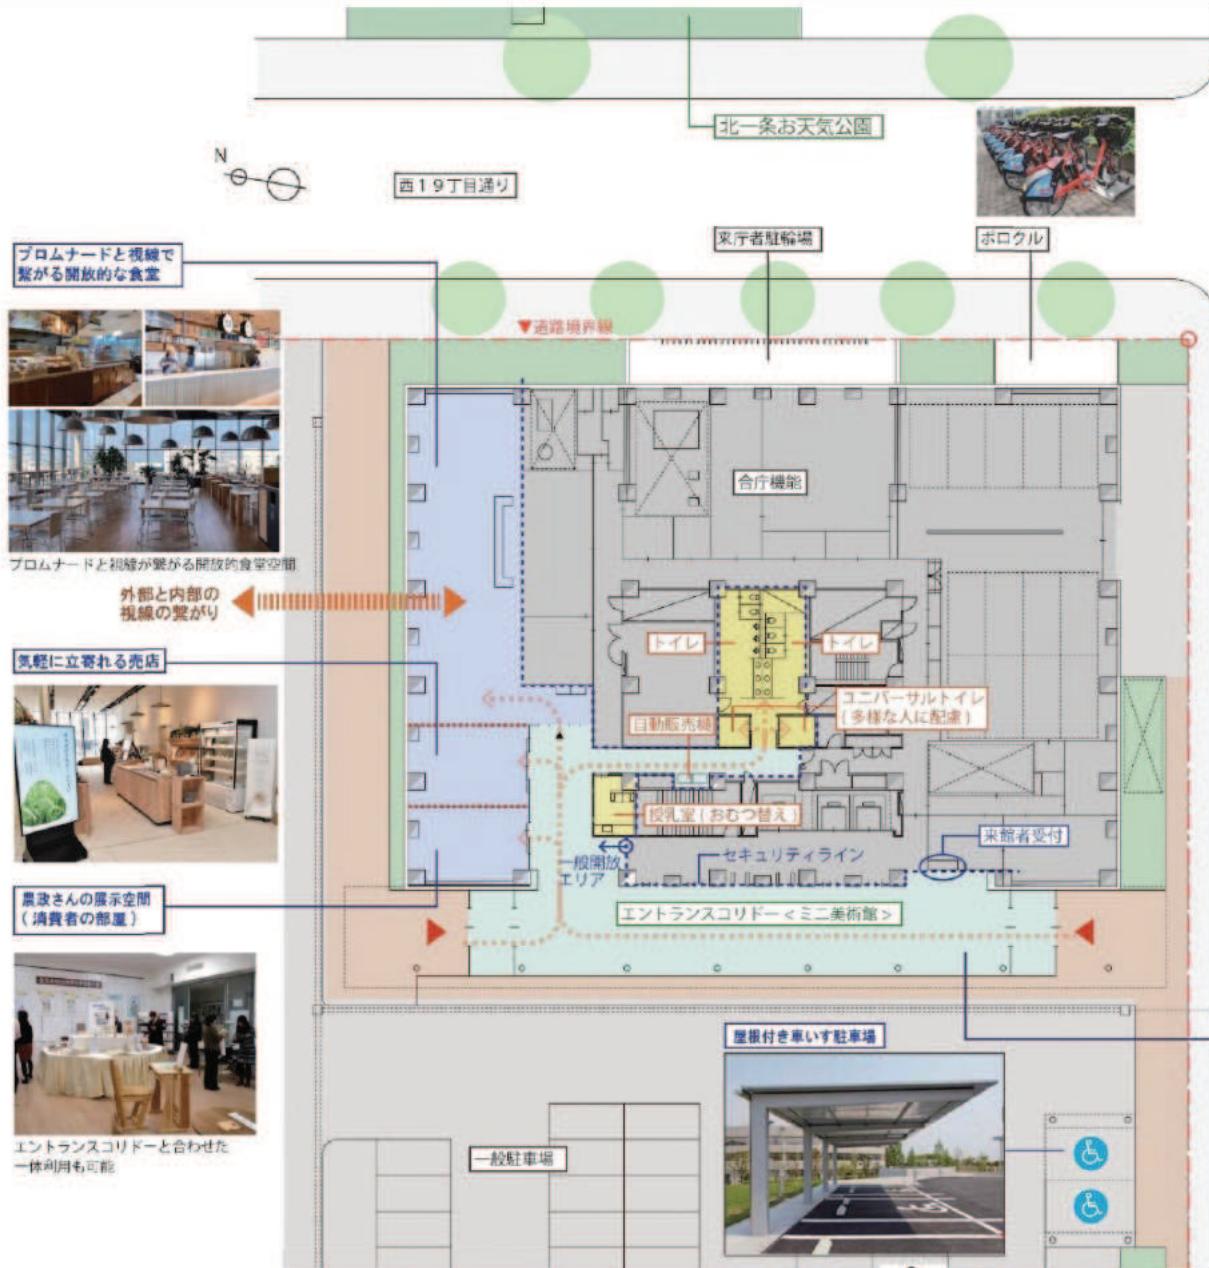 北一条お天気公園
N
西19丁目通り
来庁者駐輪場
ポロクル
プロムナードと視線で
繋がる開放的な食堂
▼道路境界線
合庁機能
プロムナードと視線が繋がる開放的食堂空間
外部と内部の
視線の繋がり
トイレ
トイレ
気軽に立寄れる売店
ユニバーサルトイレ
(多様な人に配慮)
自動販売機
授乳室(おむつ替え)
来館者受付
一般開放
エリア
セキュリティライン
農政さんの展示空間
(消費者の部屋)
エントランスコリドー<ミニ美術館>
屋根付き車いす駐車場
エントランスコリドーと合わせた
一体利用も可能
一般駐車場